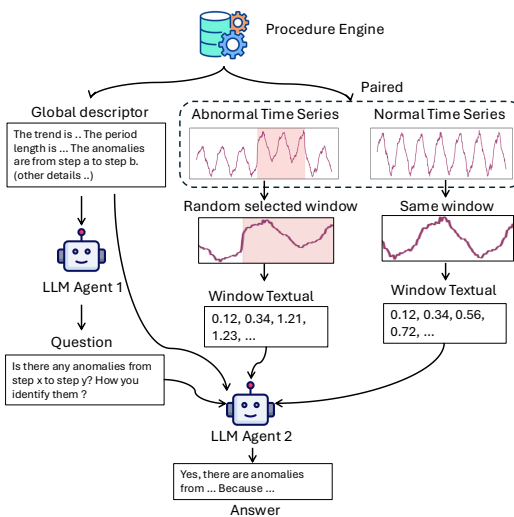 Procedure Engine
Paired
Global descriptor
The trend is .. The period
length is ... The anomalies
are from step a to step b.
(other details ..)
Abnormal Time Series
Normal Time Series
Random selected window
Same window
LLM Agent 1
Window Textual
0.12, 0.34, 1.21,
1.23, ...
Window Textual
0.12, 0.34, 0.56,
0.72, ...
Question
Is there any anomalies from
step x to step y? How you
identify them ?
LLM Agent 2
Yes, there are anomalies
from ... Because ...
Answer